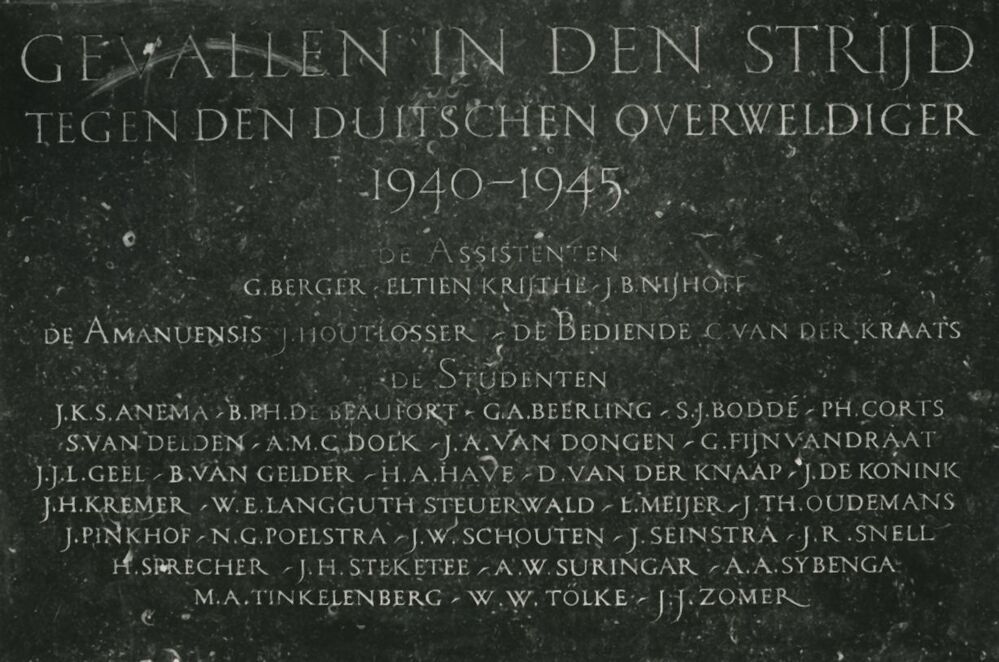 GEVALLEN IN DEN STRIJD
TEGEN DEN DUITSCHEN OVERWELDIGER
1940-1945
DE ASSISTENTEN
G. BERGER - ELTIEN KRIJTHE - J. B. NIJHOFF
DE AMANUENSIS J. HOUTLOSSER - DE BEDIENDE C. VAN DER KRAATS
DE STUDENTEN
J.K.S. ANEMA - B.PH. DE BEAUFORT - G.A. BEERLING - S.J. BODDÉ - PH. CORTS
S. VAN DELDEN - A.M.C. DOLK - J.A. VAN DONGEN - G. FIJNVANDRAAT
J.J.L. GEEL - B. VAN GELDER - H.A. HAVE - D. VAN DER KNAAP - J. DE KONINK
J.H. KREMER - W.E. LANGGUTH STEUERWALD - L. MEIJER - J.TH. OUDEMANS
J. PINKHOF - N.G. POELSTRA - J.W. SCHOUTEN - J. SEINSTRA - J.R. SNELL
H. SPRECHER - J.H. STEKETEE - A.W. SURINGAR - A.A. SYBENGA
M.A. TINKELENBERG - W.W. TÖLKE - J.J. ZOMER